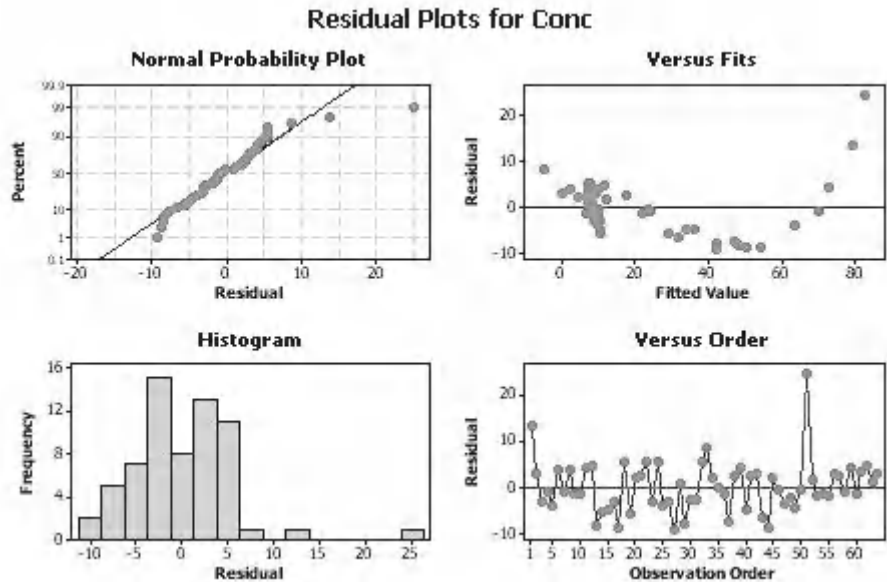 Residual Plots for Conc
Normal Probability Plot
99.9
99
90
50
10
1
0.1
Percent
-20 -10 0 10 20
Residual
Versus Fits
20
10
0
-10
Residual
0 20 40 60 80
Fitted Value
Histogram
16
12
8
4
0
Frequency
-10 -5 0 5 10 15 20 25
Residual
Versus Order
20
10
0
-10
Residual
1 5 10 15 20 25 30 35 40 45 50 55 60
Observation Order